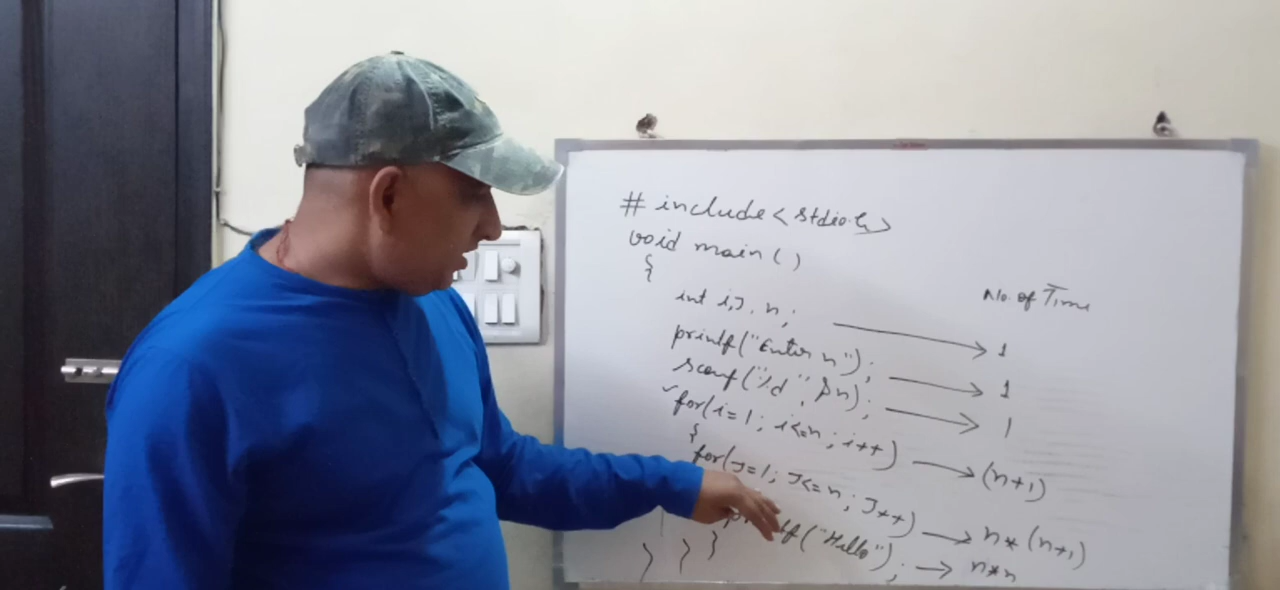 # include<stdio.h>
void main()
{
No. of Time
int i,J, n; → 1
printf("Enter n"); → 1
scanf("%d", &n); → 1
✓ for(i=1; i<=n; i++) → (n+1)
{
for(J=1; J<=n; J++) → n*(n+1)
printf("Hello"); → n*n
} } }